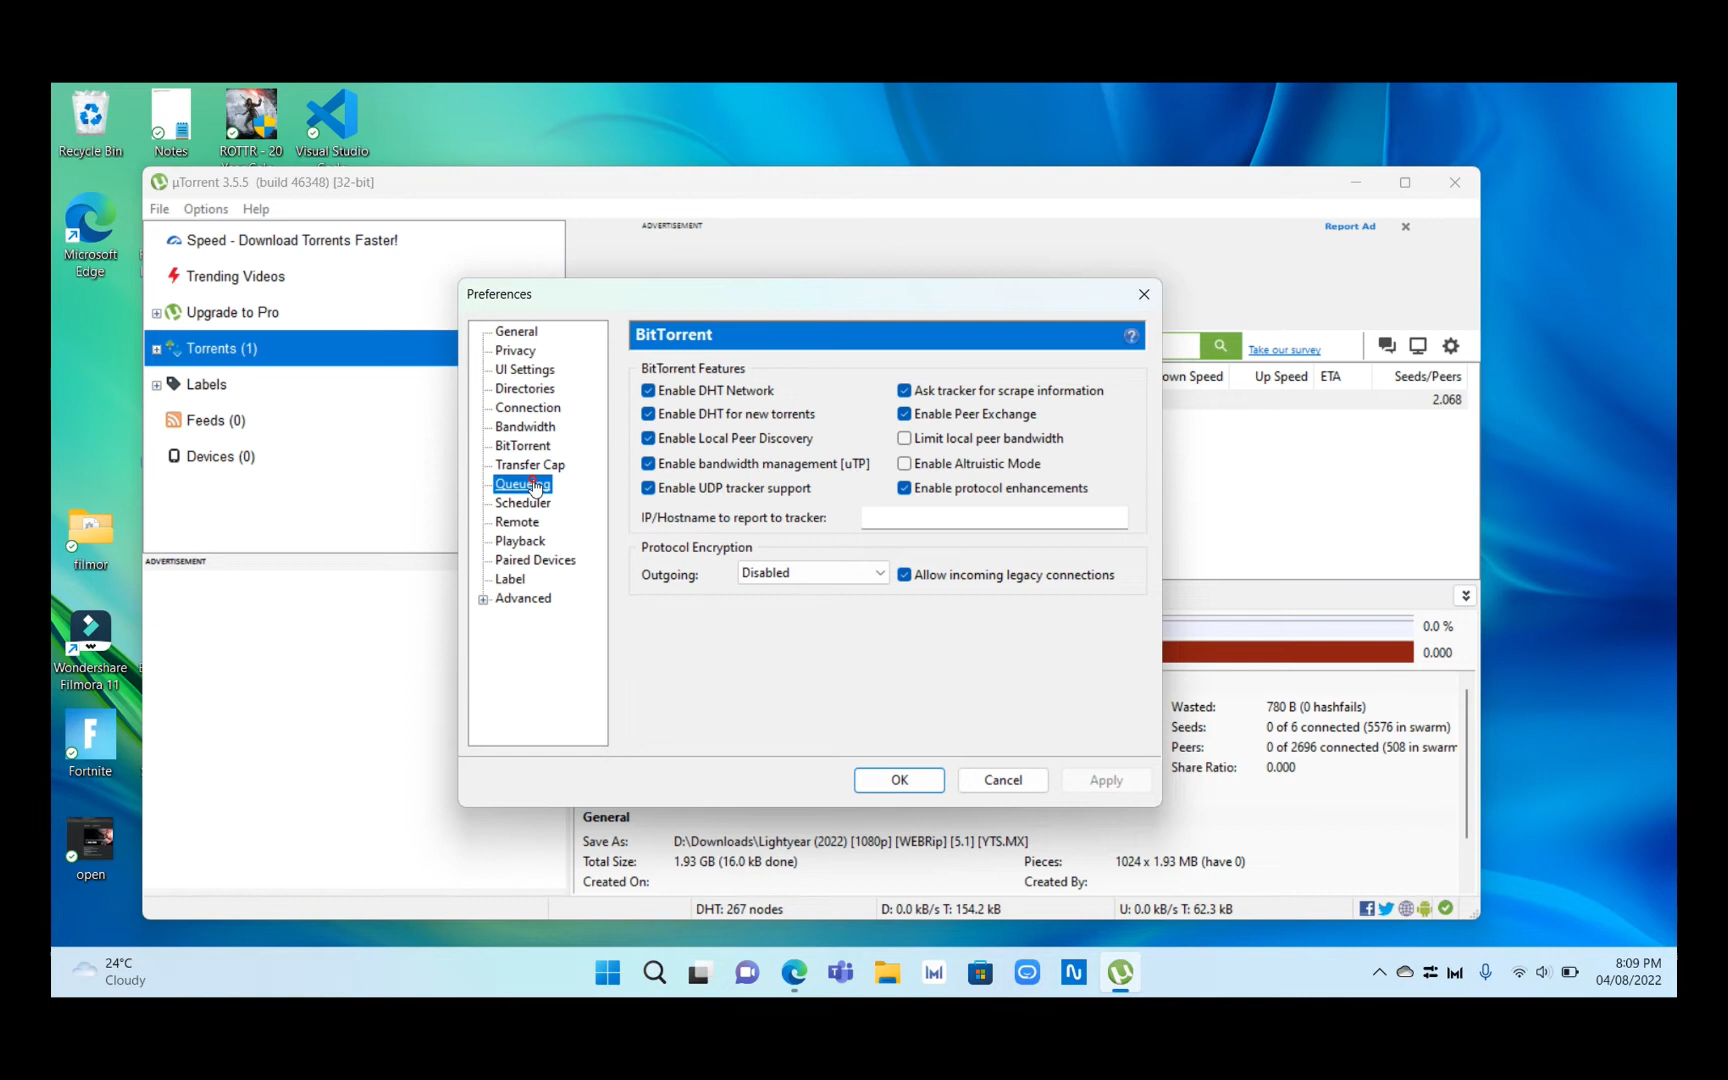 Recycle Bin
Notes
ROTTR - 20
Visual Studio
Microsoft
Edge
filmor
Wondershare
Filmora 11
Fortnite
open
µTorrent 3.5.5 (build 46348) [32-bit]
File Options Help
Speed - Download Torrents Faster!
Trending Videos
Upgrade to Pro
Torrents (1)
Labels
Feeds (0)
Devices (0)
ADVERTISEMENT
ADVERTISEMENT
Report Ad
Take our survey
own Speed Up Speed ETA Seeds/Peers
2.068
Preferences
General
Privacy
UI Settings
Directories
Connection
Bandwidth
BitTorrent
Transfer Cap
Queueing
Scheduler
Remote
Playback
Paired Devices
Label
Advanced
BitTorrent
BitTorrent Features
Enable DHT Network
Ask tracker for scrape information
Enable DHT for new torrents
Enable Peer Exchange
Enable Local Peer Discovery
Limit local peer bandwidth
Enable bandwidth management [uTP]
Enable Altruistic Mode
Enable UDP tracker support
Enable protocol enhancements
IP/Hostname to report to tracker:
Protocol Encryption
Outgoing: Disabled
Allow incoming legacy connections
OK Cancel Apply
0.0 %
0.000
Wasted: 780 B (0 hashfails)
Seeds: 0 of 6 connected (5576 in swarm)
Peers: 0 of 2696 connected (508 in swarm
Share Ratio: 0.000
General
Save As: D:\Downloads\Lightyear (2022) [1080p] [WEBRip] [5.1] [YTS.MX]
Total Size: 1.93 GB (16.0 kB done)
Pieces: 1024 x 1.93 MB (have 0)
Created On:
Created By:
DHT: 267 nodes
D: 0.0 kB/s T: 154.2 kB
U: 0.0 kB/s T: 62.3 kB
24°C
Cloudy
8:09 PM
04/08/2022